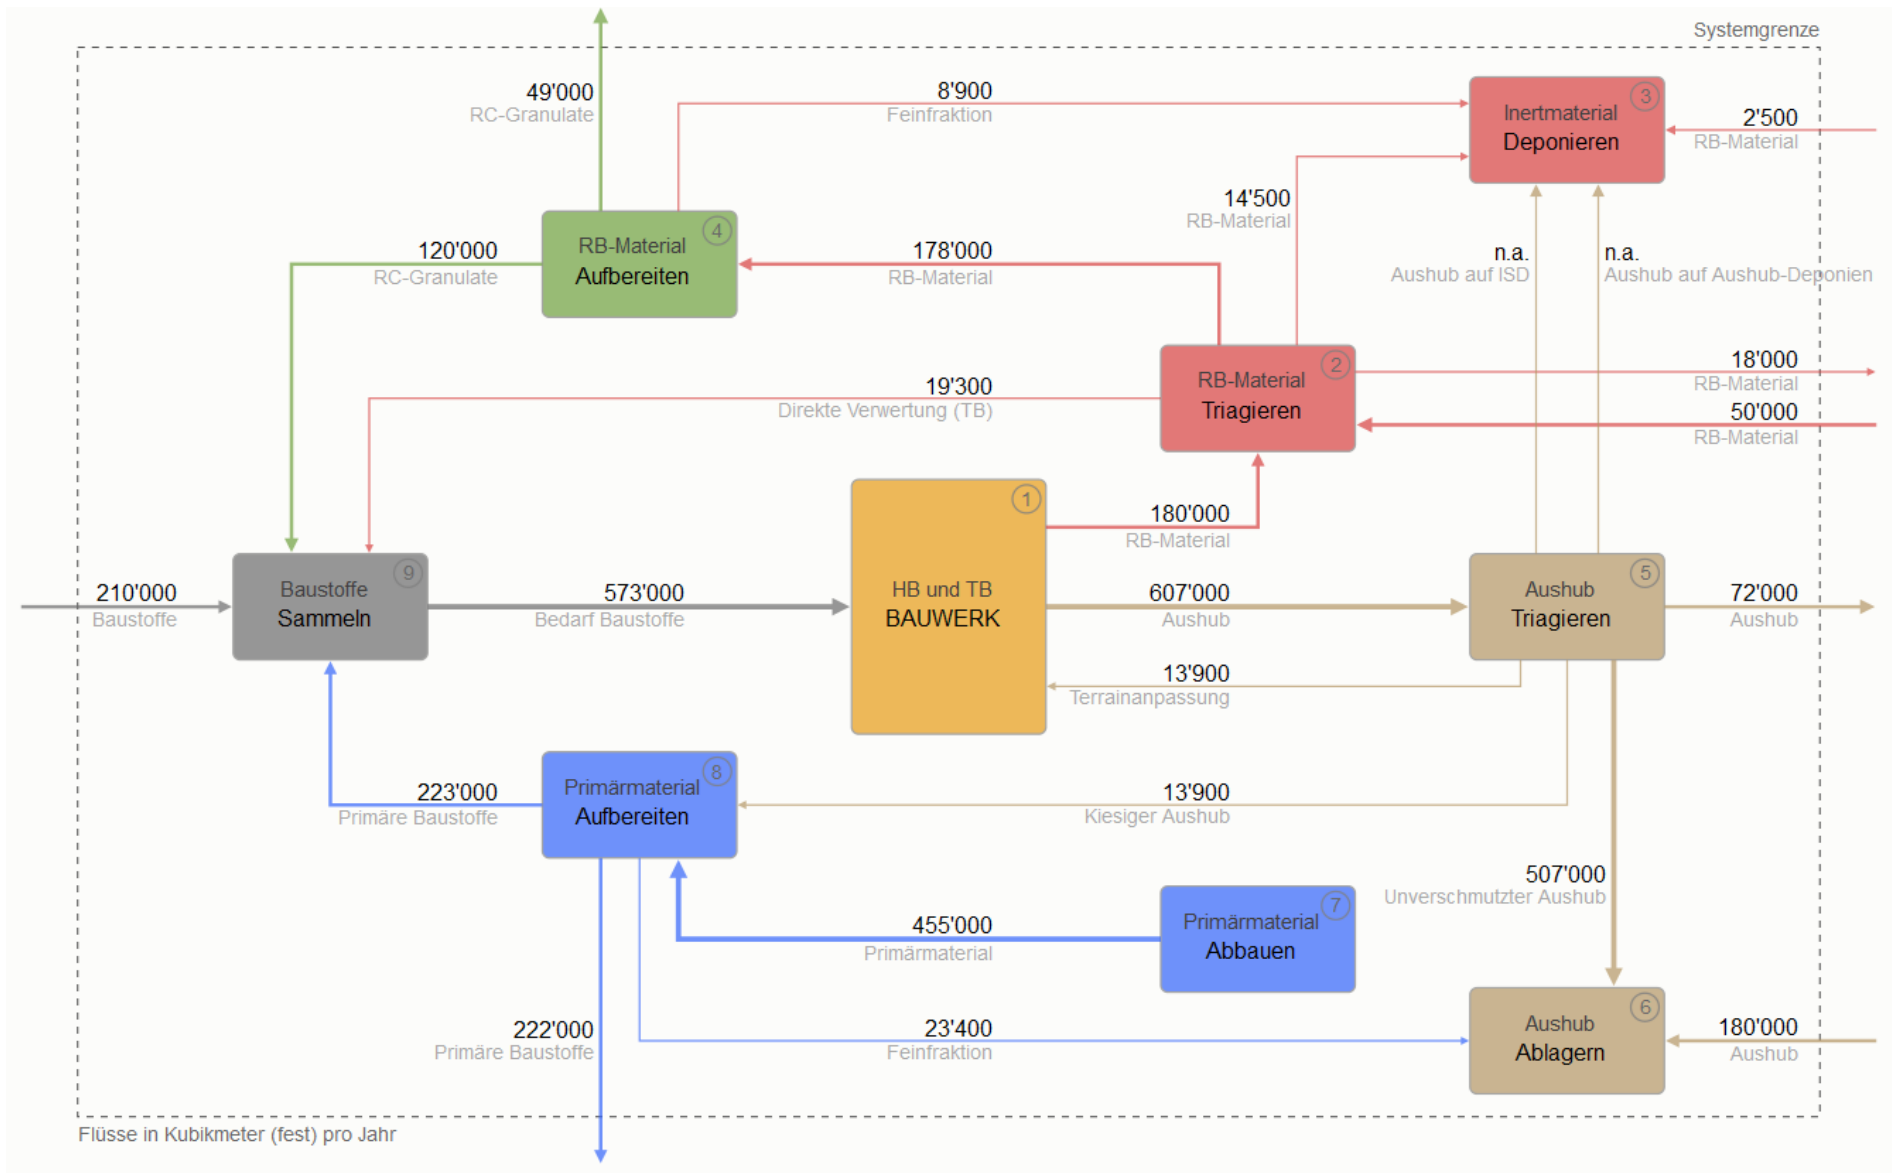 Systemgrenze
49'000
RC-Granulate
8'900
Feinfraktion
3
Inertmaterial
Deponieren
2'500
RB-Material
14'500
RB-Material
4
RB-Material
Aufbereiten
120'000
RC-Granulate
178'000
RB-Material
n.a.
Aushub auf ISD
n.a.
Aushub auf Aushub-Deponien
2
RB-Material
Triagieren
18'000
RB-Material
50'000
RB-Material
19'300
Direkte Verwertung (TB)
1
HB und TB
BAUWERK
180'000
RB-Material
9
Baustoffe
Sammeln
210'000
Baustoffe
573'000
Bedarf Baustoffe
607'000
Aushub
5
Aushub
Triagieren
72'000
Aushub
13'900
Terrainanpassung
8
Primärmaterial
Aufbereiten
223'000
Primäre Baustoffe
13'900
Kiesiger Aushub
507'000
Unverschmutzter Aushub
7
Primärmaterial
Abbauen
455'000
Primärmaterial
222'000
Primäre Baustoffe
23'400
Feinfraktion
6
Aushub
Ablagern
180'000
Aushub
Flüsse in Kubikmeter (fest) pro Jahr